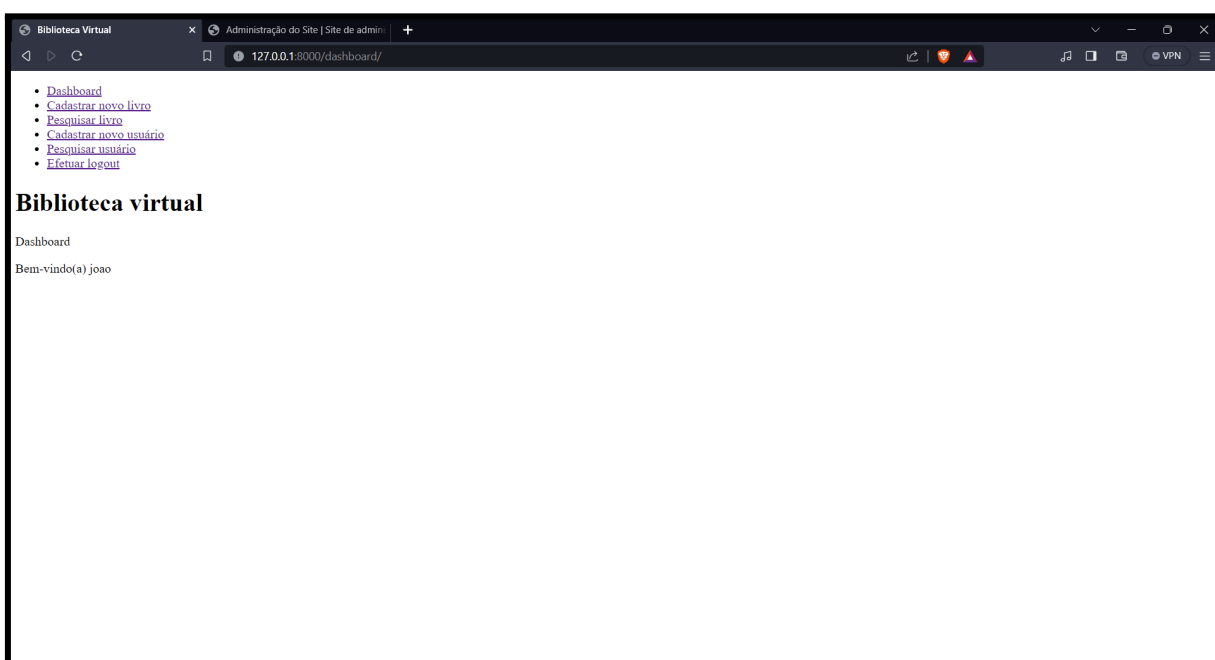 Biblioteca Virtual
Administração do Site | Site de admini
127.0.0.1:8000/dashboard/
VPN
Dashboard
Cadastrar novo livro
Pesquisar livro
Cadastrar novo usuário
Pesquisar usuário
Efetuar logout
Biblioteca virtual
Dashboard
Bem-vindo(a) joao